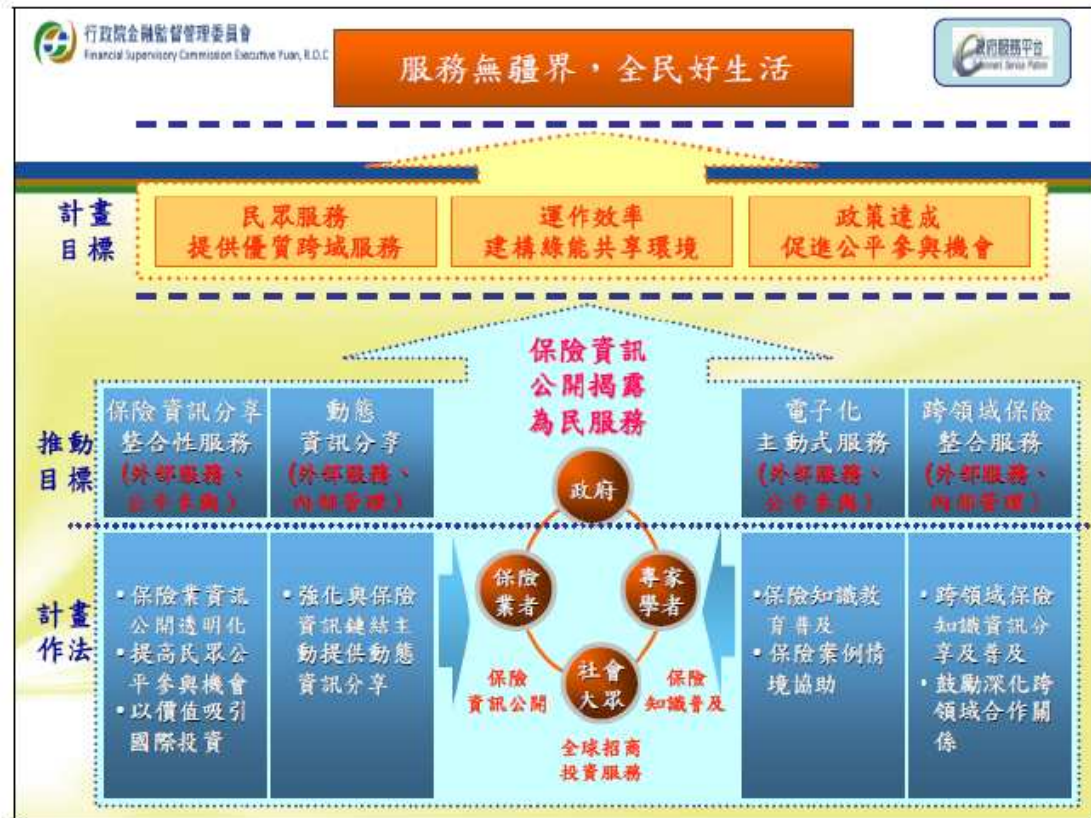 行政院金融監督管理委員會
Financial Supervisory Commission Executive Yuan, R.O.C
服務無疆界，全民好生活
政府服務平台
計畫
目標
民眾服務
提供優質跨域服務
運作效率
建構綠能共享環境
政策達成
促進公平參與機會
保險資訊
公開揭露
為民服務
推動
目標
保險資訊分享
整合性服務
(外部服務、
公平參與)
動態
資訊分享
(外部服務、
內部管理)
電子化
主動式服務
(外部服務、
公平參與)
跨領域保險
整合服務
(外部服務、
內部管理)
政府
保險
業者
專家
學者
社會
大眾
保險
資訊公開
保險
知識普及
全球招商
投資服務
計畫
作法
•保險業資訊
公開透明化
•提高民眾公
平參與機會
•以價值吸引
國際投資
•強化與保險
資訊鏈結主
動提供動態
資訊分享
•保險知識教
育普及
•保險案例情
境協助
•跨領域保險
知識資訊分
享及普及
•鼓勵深化跨
領域合作關
係